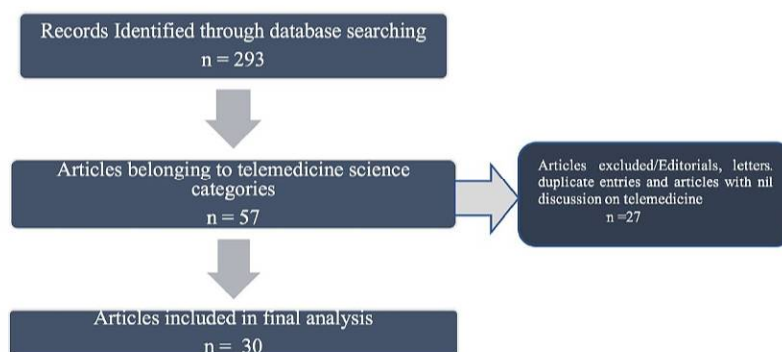 Records Identified through database searching
n = 293
Articles belonging to telemedicine science
categories
n = 57
Articles excluded/Editorials, letters.
duplicate entries and articles with nil
discussion on telemedicine
n =27
Articles included in final analysis
n = 30